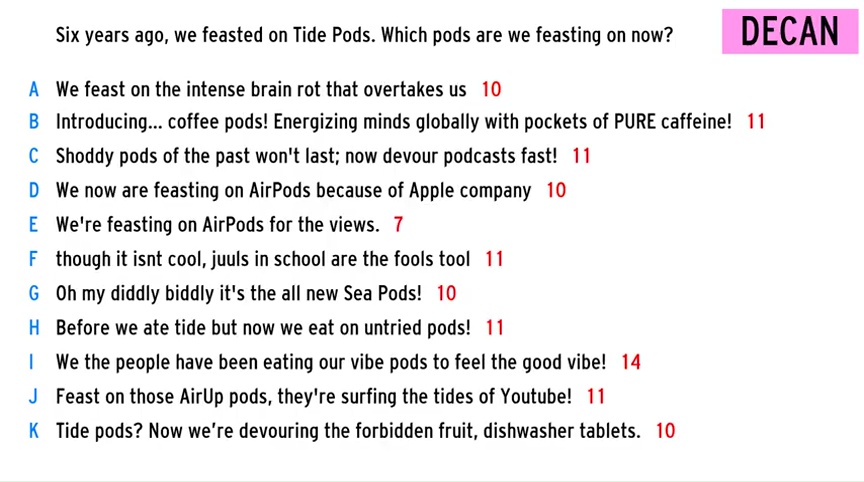 Six years ago, we feasted on Tide Pods. Which pods are we feasting on now?
DECAN
A We feast on the intense brain rot that overtakes us 10
B Introducing... coffee pods! Energizing minds globally with pockets of PURE caffeine! 11
C Shoddy pods of the past won't last; now devour podcasts fast! 11
D We now are feasting on AirPods because of Apple company 10
E We're feasting on AirPods for the views. 7
F though it isnt cool, juuls in school are the fools tool 11
G Oh my diddly biddly it's the all new Sea Pods! 10
H Before we ate tide but now we eat on untried pods! 11
I We the people have been eating our vibe pods to feel the good vibe! 14
J Feast on those AirUp pods, they're surfing the tides of Youtube! 11
K Tide pods? Now we’re devouring the forbidden fruit, dishwasher tablets. 10